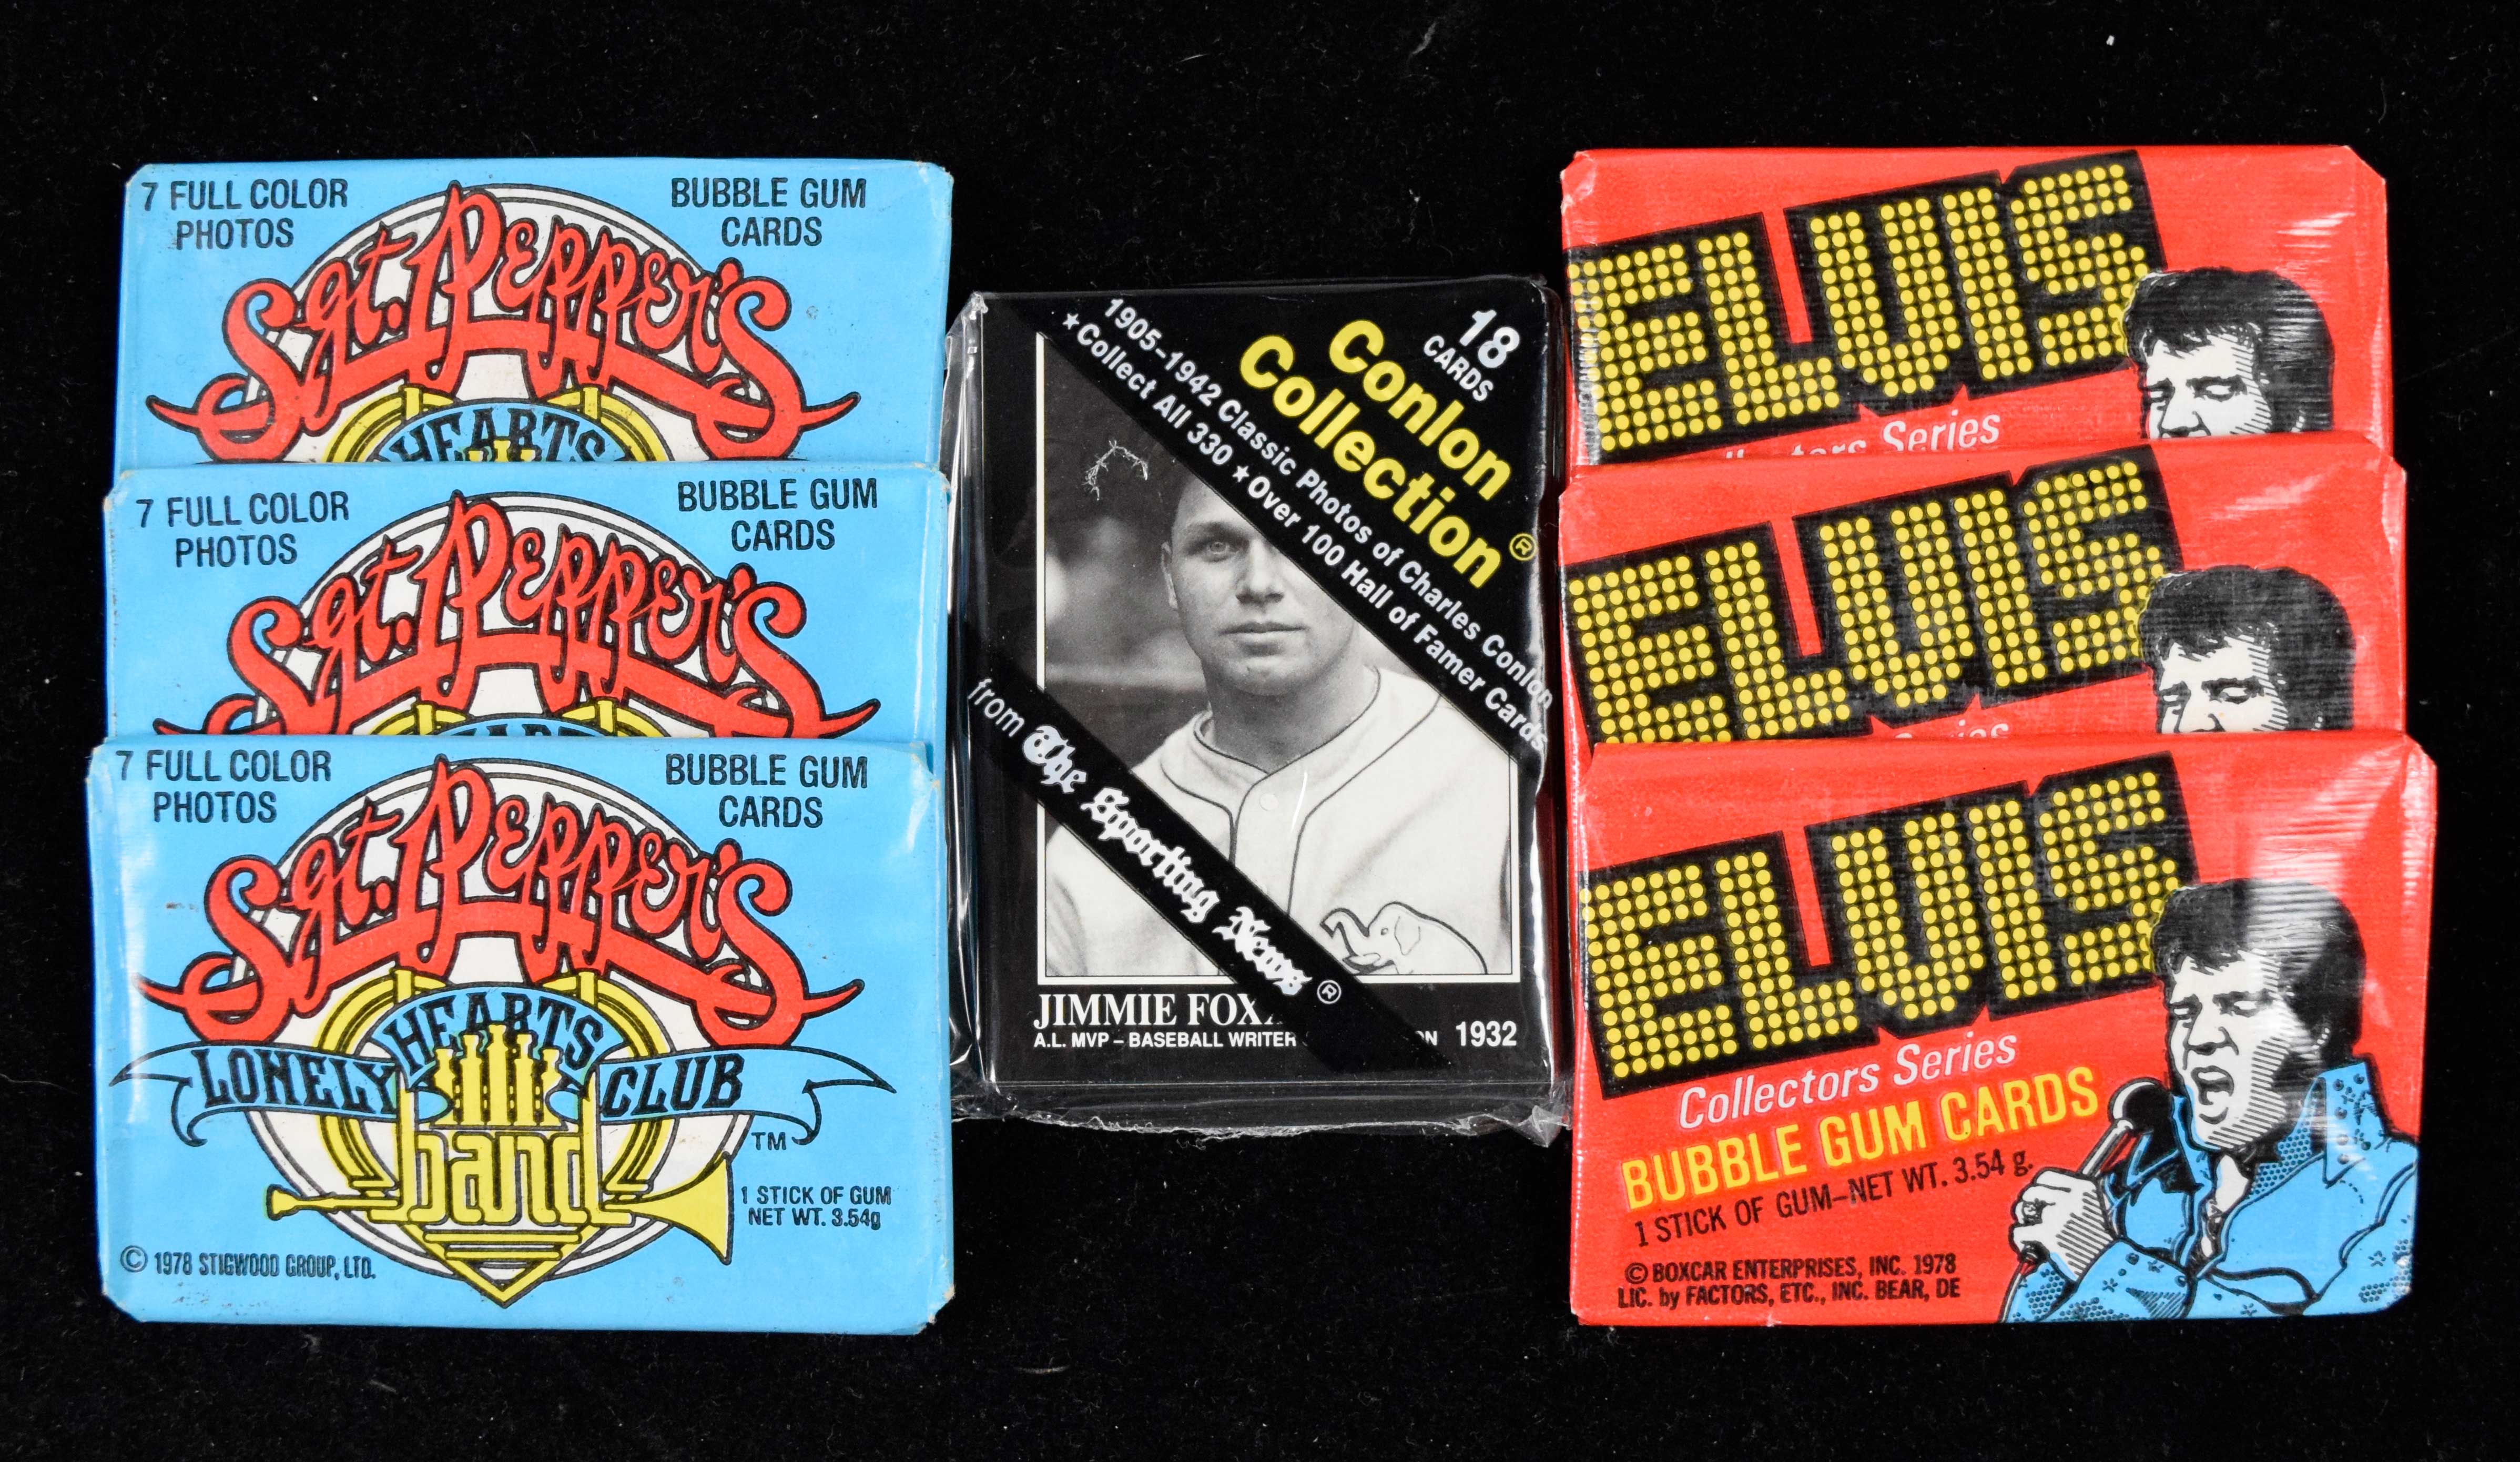 7 FULL COLOR
PHOTOS
BUBBLE GUM
CARDS
Sgt. Pepper's
HEARTS
7 FULL COLOR
PHOTOS
BUBBLE GUM
CARDS
Sgt. Pepper's
7 FULL COLOR
PHOTOS
BUBBLE GUM
CARDS
Sgt. Pepper's
LONELY HEARTS CLUB
band
TM
1 STICK OF GUM
NET WT. 3.54g
© 1978 STIGWOOD GROUP, LTD.
18
CARDS
Conlon
Collection®
1905-1942 Classic Photos of Charles Conlon
★Collect All 330 ★Over 100 Hall of Famer Cards
from The Sporting News®
JIMMIE FOX
A.L. MVP – BASEBALL WRITER
1932
ELVIS
Series
ELVIS
ELVIS
Collectors Series
BUBBLE GUM CARDS
1 STICK OF GUM–NET WT. 3.54 g.
© BOXCAR ENTERPRISES, INC. 1978
LIC. by FACTORS, ETC., INC. BEAR, DE